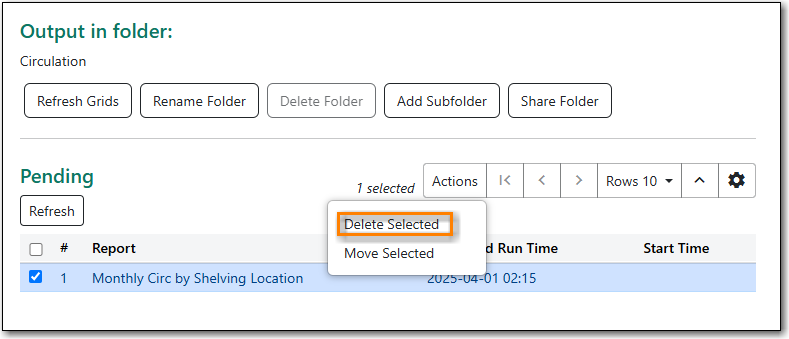 Output in folder:
Circulation
Refresh Grids Rename Folder Delete Folder Add Subfolder Share Folder
Pending
1 selected Actions Rows 10
Refresh
Delete Selected
Move Selected
# Report d Run Time Start Time
1 Monthly Circ by Shelving Location 2025-04-01 02:15